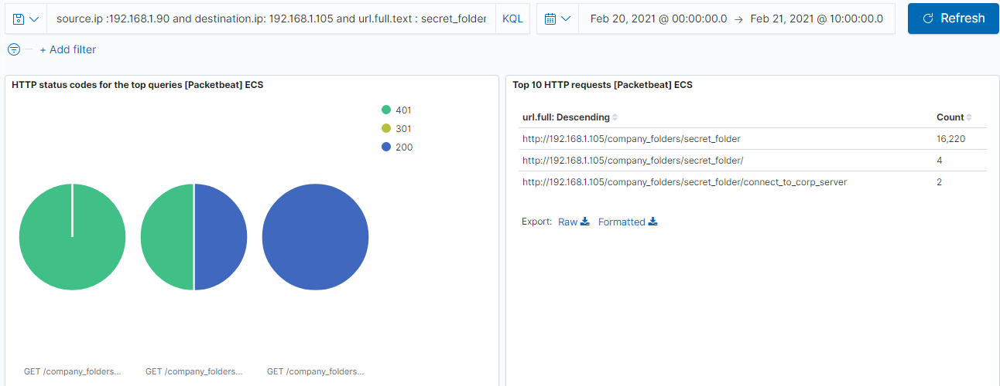 source.ip :192.168.1.90 and destination.ip: 192.168.1.105 and url.full.text : secret_folder KQL Feb 20, 2021 @ 00:00:00.0 → Feb 21, 2021 @ 10:00:00.0 Refresh
+ Add filter
HTTP status codes for the top queries [Packetbeat] ECS
401
301
200
GET /company_folders... GET /company_folders... GET /company_folders...
Top 10 HTTP requests [Packetbeat] ECS
url.full: Descending Count
http://192.168.1.105/company_folders/secret_folder 16,220
http://192.168.1.105/company_folders/secret_folder/ 4
http://192.168.1.105/company_folders/secret_folder/connect_to_corp_server 2
Export: Raw Formatted